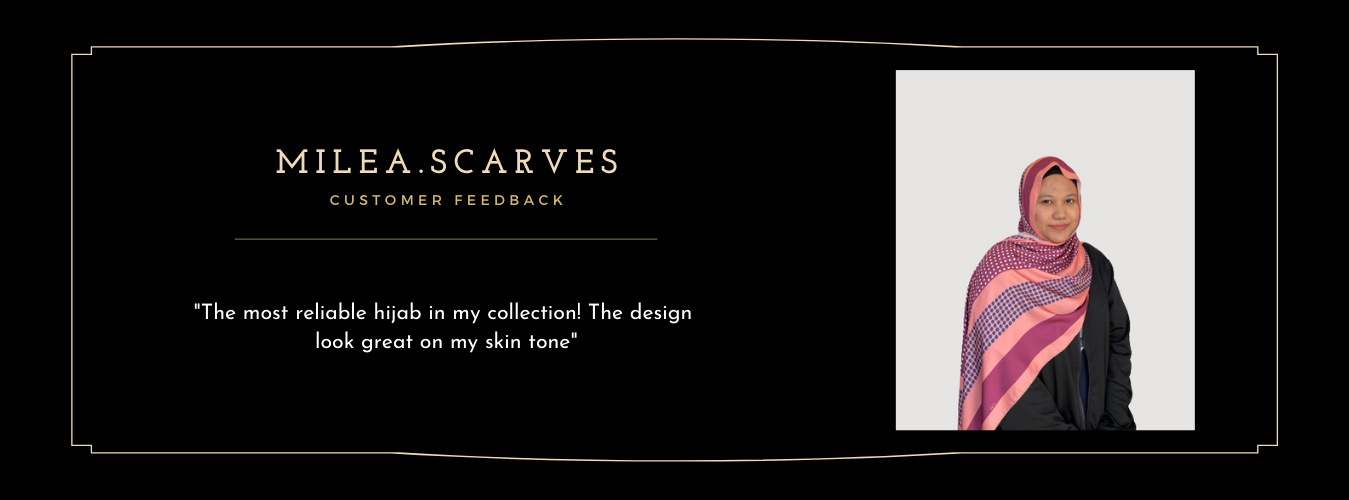 MILEA.SCARVES
CUSTOMER FEEDBACK
"The most reliable hijab in my collection! The design
look great on my skin tone"